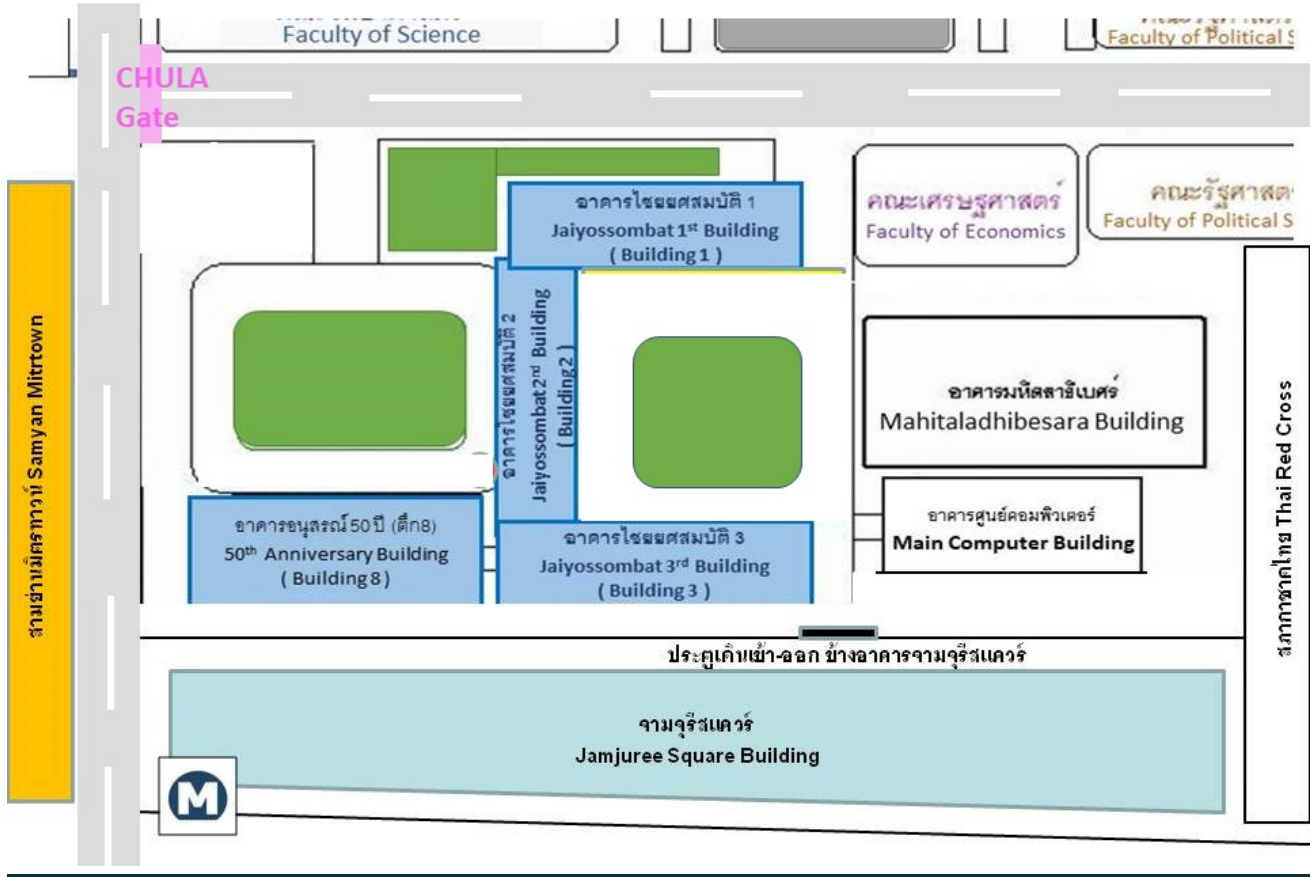 Faculty of Science
Faculty of Political S
CHULA
Gate
อาคารไชยยศสมบัติ 1
Jaiyossombat 1st Building
( Building 1 )
คณะเศรษฐศาสตร์
Faculty of Economics
คณะรัฐศาสต
Faculty of Political S
อาคารไชยยศสมบัติ 2
Jaiyossombat 2nd Building
( Building 2 )
สามย่านมิตรทาวน์ Samyan Mitrtown
อาคารมหิตลาธิเบศร์
Mahitaladhibesara Building
สภากาชาดไทย Thai Red Cross
อาคารอนุสรณ์ 50 ปี (ตึก8)
50th Anniversary Building
( Building 8 )
อาคารไชยยศสมบัติ 3
Jaiyossombat 3rd Building
( Building 3 )
อาคารศูนย์คอมพิวเตอร์
Main Computer Building
ประตูเดินเข้า-ออก ข้างอาคารจามจุรีสแควร์
จามจุรีสแควร์
Jamjuree Square Building
M